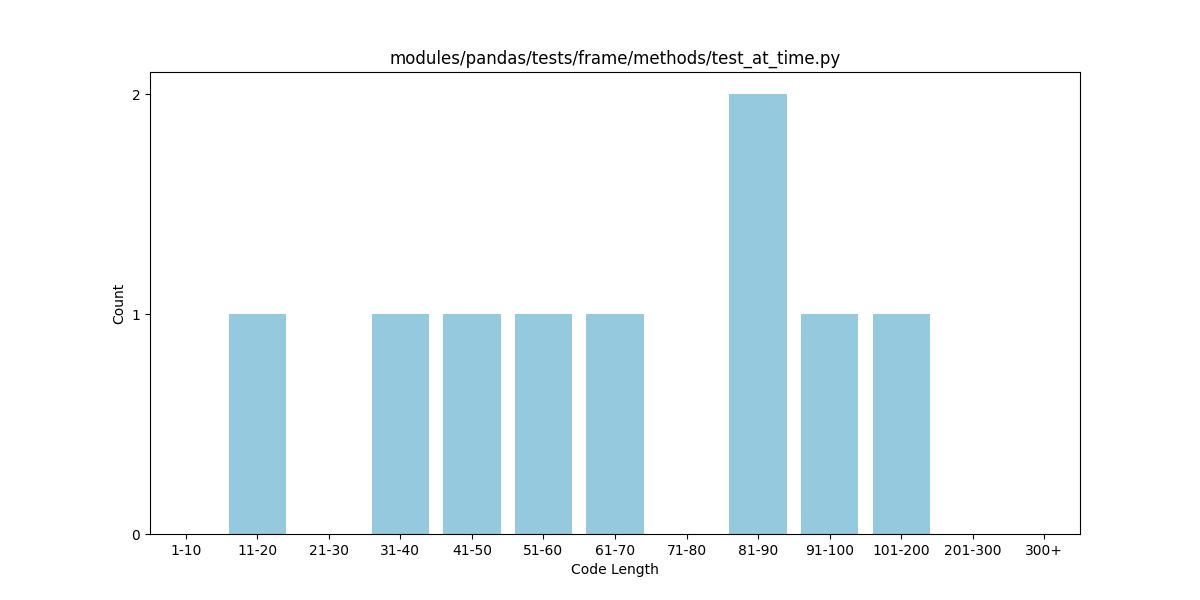 modules/pandas/tests/frame/methods/test_at_time.py
2
1
0
Count
1-10 11-20 21-30 31-40 41-50 51-60 61-70 71-80 81-90 91-100 101-200 201-300 300+
Code Length